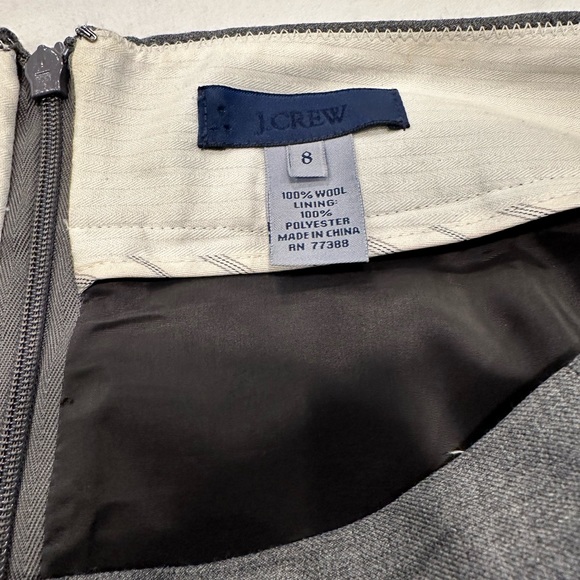 J.CREW
8
100% WOOL
LINING:
100%
POLYESTER
MADE IN CHINA
RN 77388